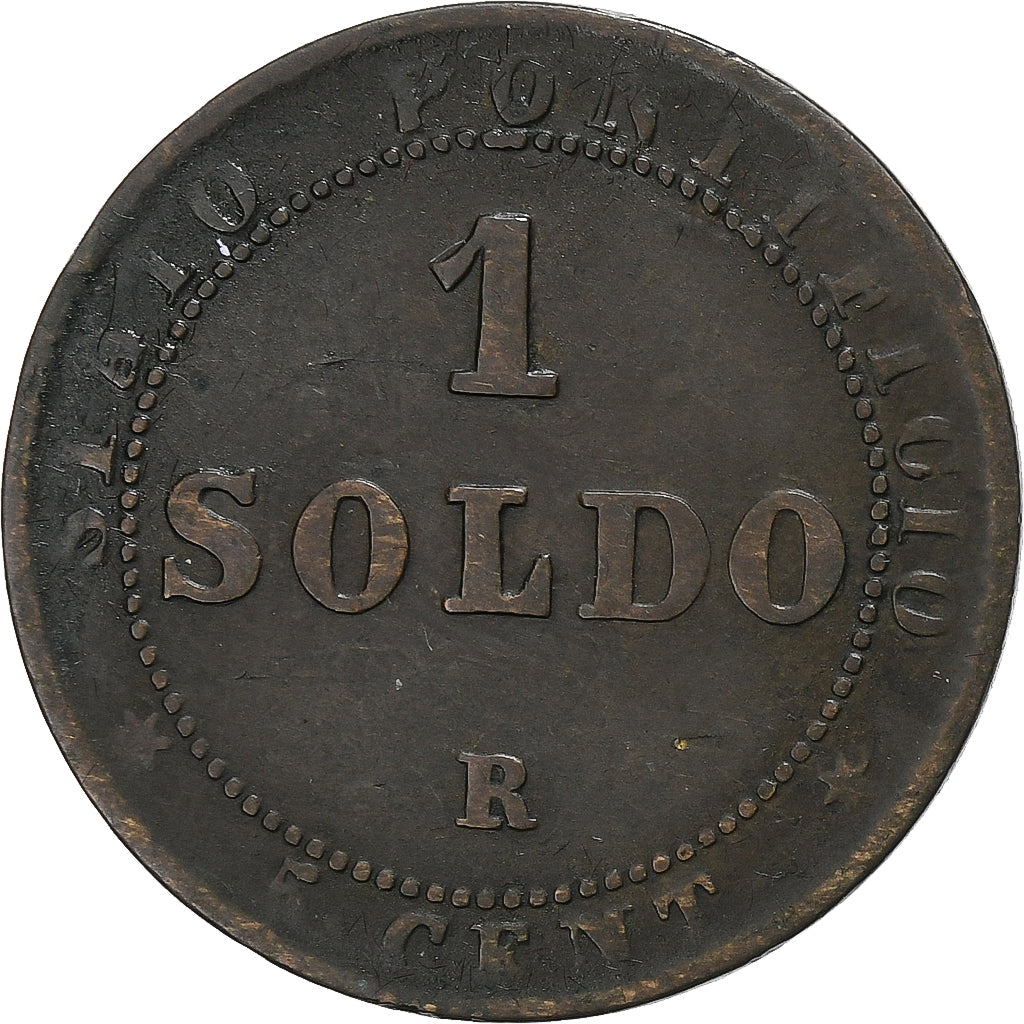 STATO PONTIFICIO
1
SOLDO
R
5 CENT